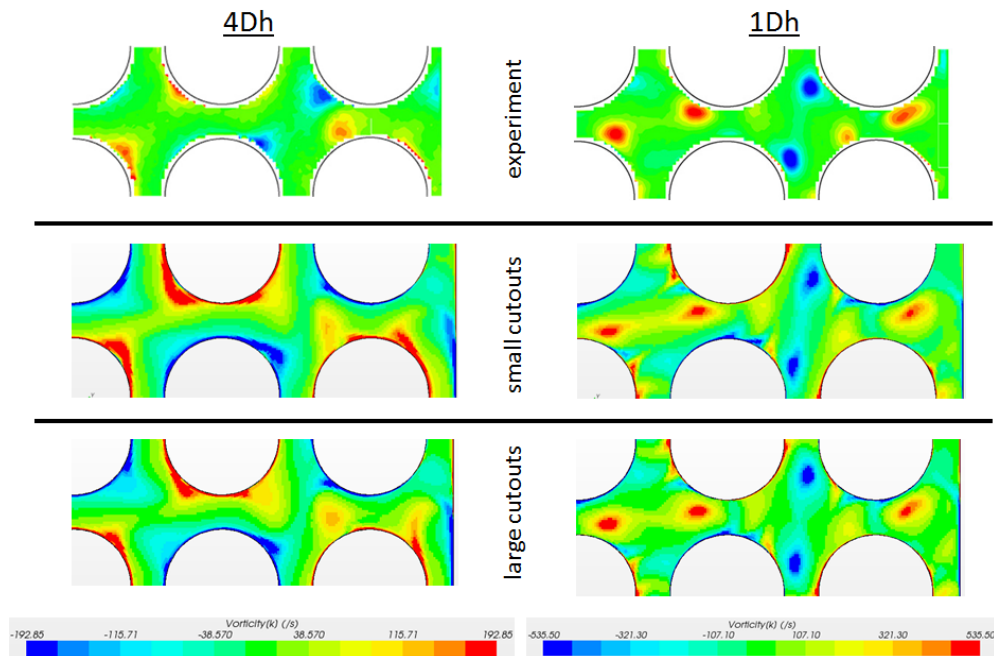 4Dh
1Dh
experiment
small cutouts
large cutouts
Vorticity(k) (/s)
-192.85 -115.71 -38.570 38.570 115.71 192.85
Vorticity(k) (/s)
-535.50 -321.30 -107.10 107.10 321.30 535.50